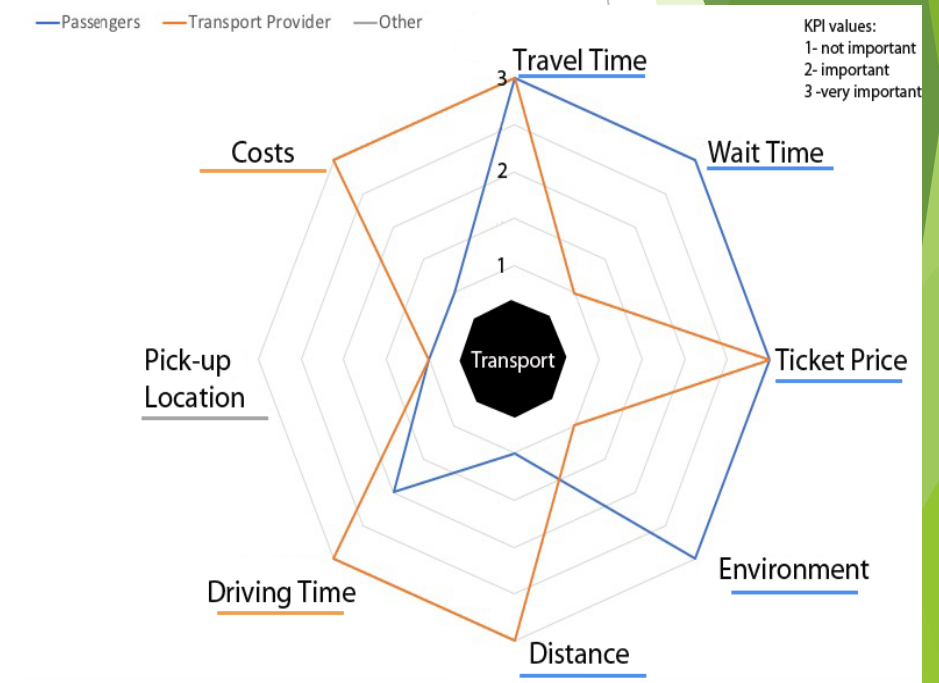 Passengers
Transport Provider
Other
KPI values:
1- not important
2- important
3 -very important
Travel Time
3
Costs
Wait Time
2
1
Pick-up
Location
Transport
Ticket Price
Driving Time
Environment
Distance